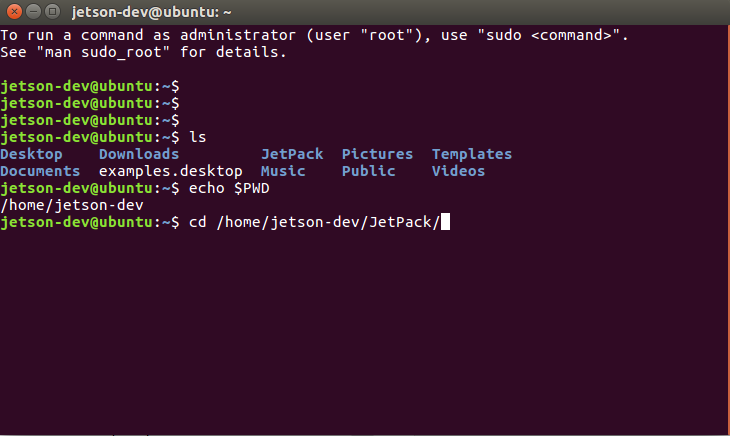 jetson-dev@ubuntu: ~
To run a command as administrator (user "root"), use "sudo <command>".
See "man sudo_root" for details.
jetson-dev@ubuntu:~$
jetson-dev@ubuntu:~$
jetson-dev@ubuntu:~$
jetson-dev@ubuntu:~$ ls
Desktop    Downloads         JetPack  Pictures  Templates
Documents  examples.desktop  Music    Public    Videos
jetson-dev@ubuntu:~$ echo $PWD
/home/jetson-dev
jetson-dev@ubuntu:~$ cd /home/jetson-dev/JetPack/